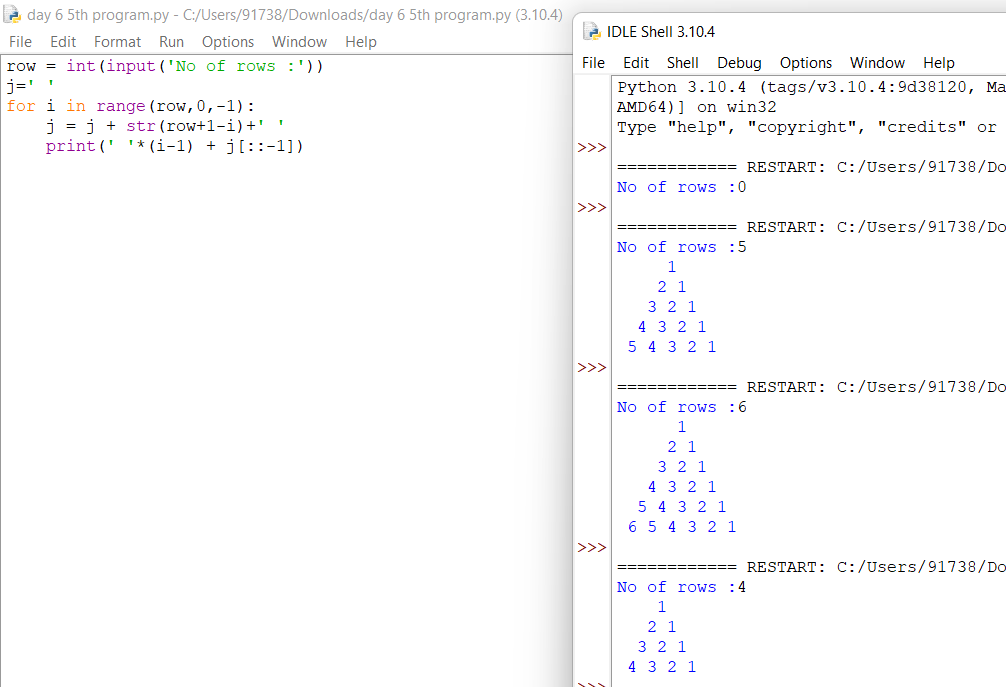 day 6 5th program.py - C:/Users/91738/Downloads/day 6 5th program.py (3.10.4)
File Edit Format Run Options Window Help
row = int(input('No of rows :'))
j=' '
for i in range(row,0,-1):
    j = j + str(row+1-i)+' '
    print(' '*(i-1) + j[::-1])
IDLE Shell 3.10.4
File Edit Shell Debug Options Window Help
Python 3.10.4 (tags/v3.10.4:9d38120, Ma
AMD64)] on win32
Type "help", "copyright", "credits" or
>>>
============ RESTART: C:/Users/91738/Do
No of rows :0
>>>
============ RESTART: C:/Users/91738/Do
No of rows :5
     1
    2 1
   3 2 1
  4 3 2 1
 5 4 3 2 1
>>>
============ RESTART: C:/Users/91738/Do
No of rows :6
      1
     2 1
    3 2 1
   4 3 2 1
  5 4 3 2 1
 6 5 4 3 2 1
>>>
============ RESTART: C:/Users/91738/Do
No of rows :4
    1
   2 1
  3 2 1
 4 3 2 1
>>>